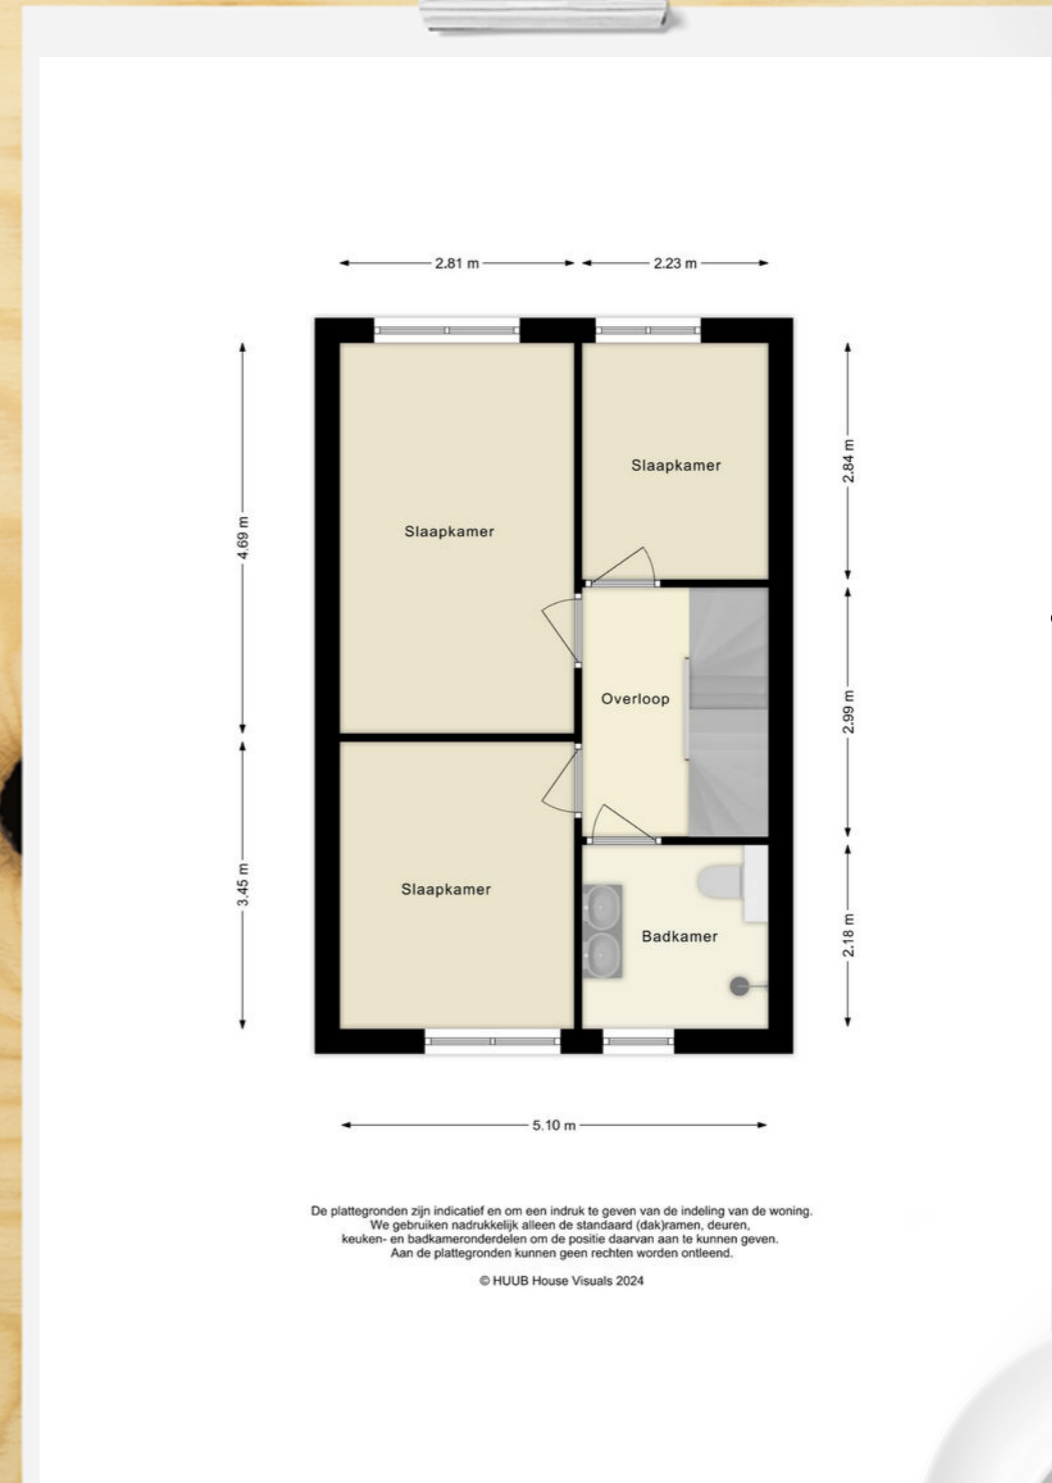 2.81 m
2.23 m
4.69 m
2.84 m
Slaapkamer
Slaapkamer
2.99 m
Overloop
3.45 m
Slaapkamer
2.18 m
Badkamer
5.10 m
De plattegronden zijn indicatief en om een indruk te geven van de indeling van de woning.
We gebruiken nadrukkelijk alleen de standaard (dak)ramen, deuren,
keuken- en badkameronderdelen om de positie daarvan aan te kunnen geven.
Aan de plattegronden kunnen geen rechten worden ontleend.
© HUUB House Visuals 2024